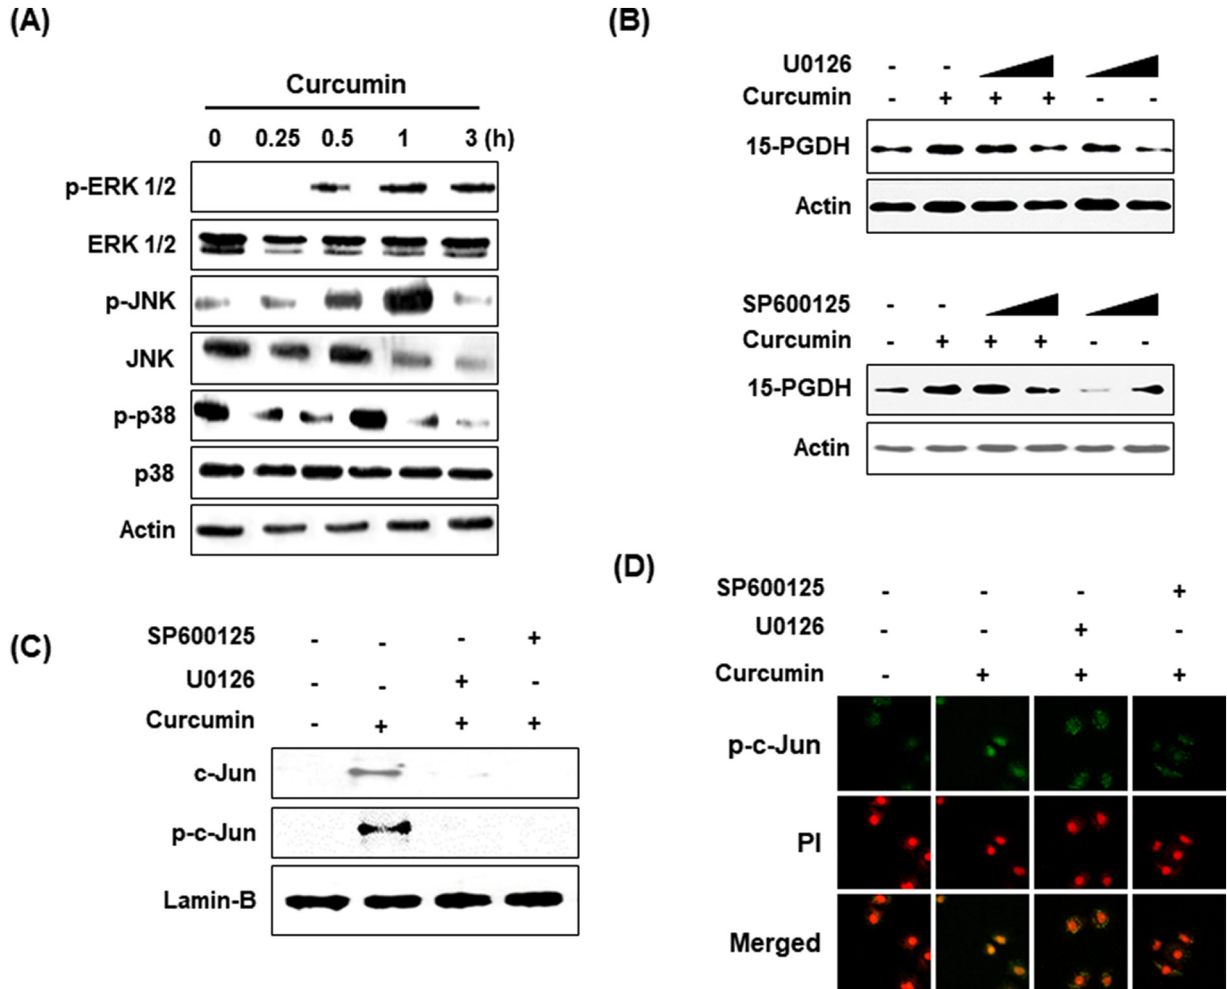 (A)
Curcumin
0 0.25 0.5 1 3 (h)
p-ERK 1/2
ERK 1/2
p-JNK
JNK
p-p38
p38
Actin
(B)
U0126 - -
Curcumin - + + + - -
15-PGDH
Actin
SP600125 - -
Curcumin - + + + - -
15-PGDH
Actin
(C)
SP600125 - - - +
U0126 - - + -
Curcumin - + + +
c-Jun
p-c-Jun
Lamin-B
(D)
SP600125 - - - +
U0126 - - + -
Curcumin - + + +
p-c-Jun
PI
Merged